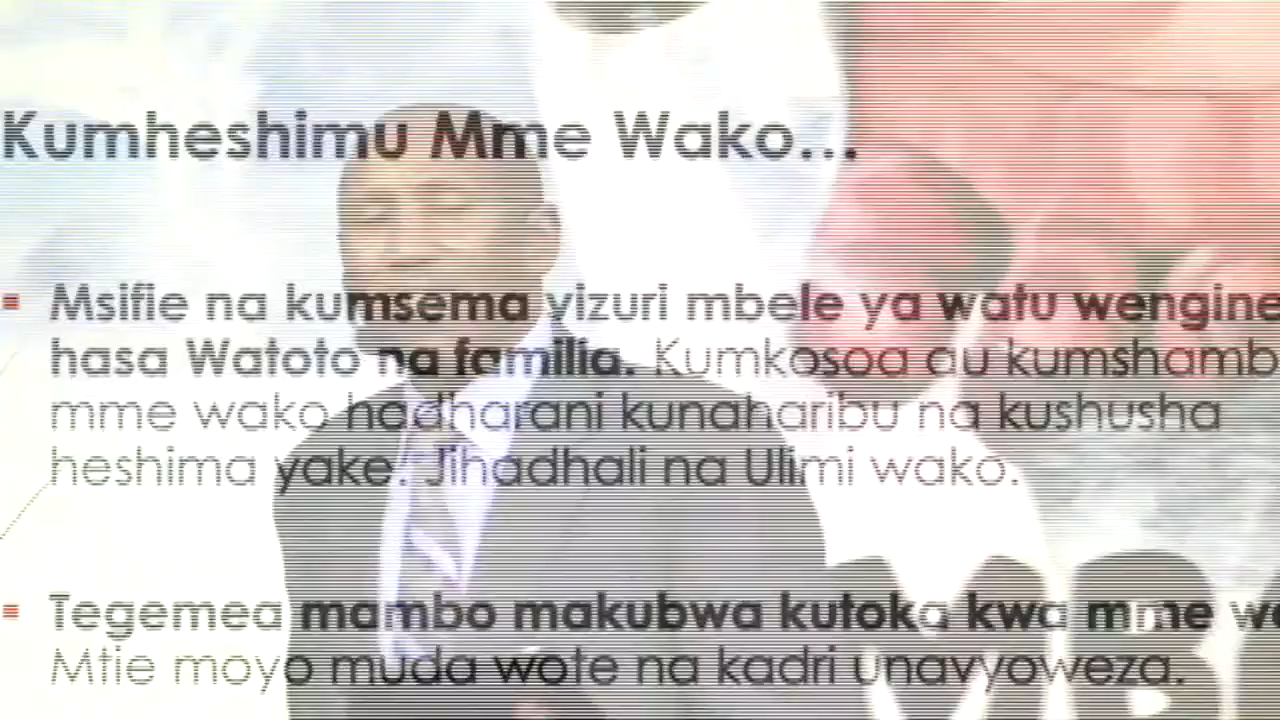 Kumheshimu Mme Wako...
Msifie na kumsema vizuri mbele ya watu wengine
hasa Watoto na familia. Kumkosoa au kumshamb
mme wako hadharani kunaharibu na kushusha
heshima yake. Jihadhali na Ulimi wako.
Tegemea mambo makubwa kutoka kwa mme
Mtie moyo muda wote na kadri unavyoweza.